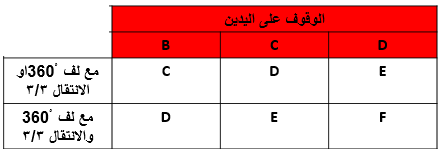 الوقوف على اليدين
B C D
مع لف 360°او
الانتقال ٣/٣
C D E
مع لف 360°
والانتقال ٣/٣
D E F